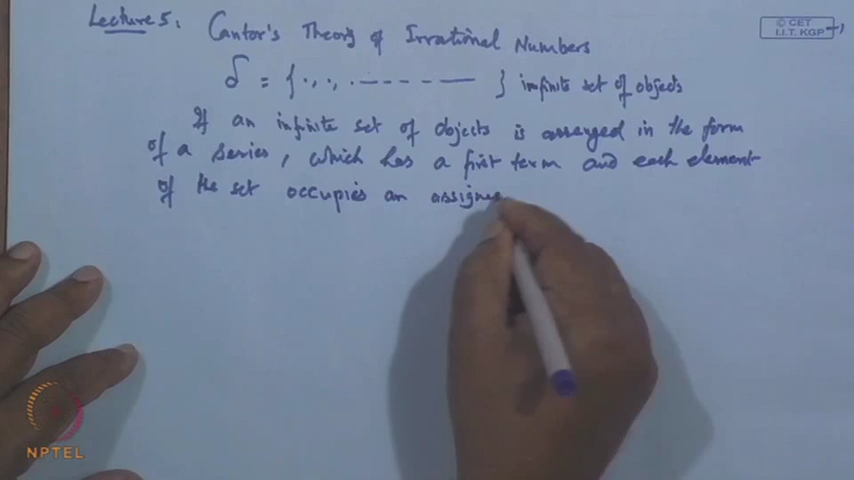 Lecture 5: Cantor's Theory of Irrational Numbers
© CET
I.I.T. KGP
δ = { ., ., . - - - - - - } infinite set of objects
If an infinite set of objects is arranged in the form
of a series, which has a first term and each element
of the set occupies an assigne
NPTEL